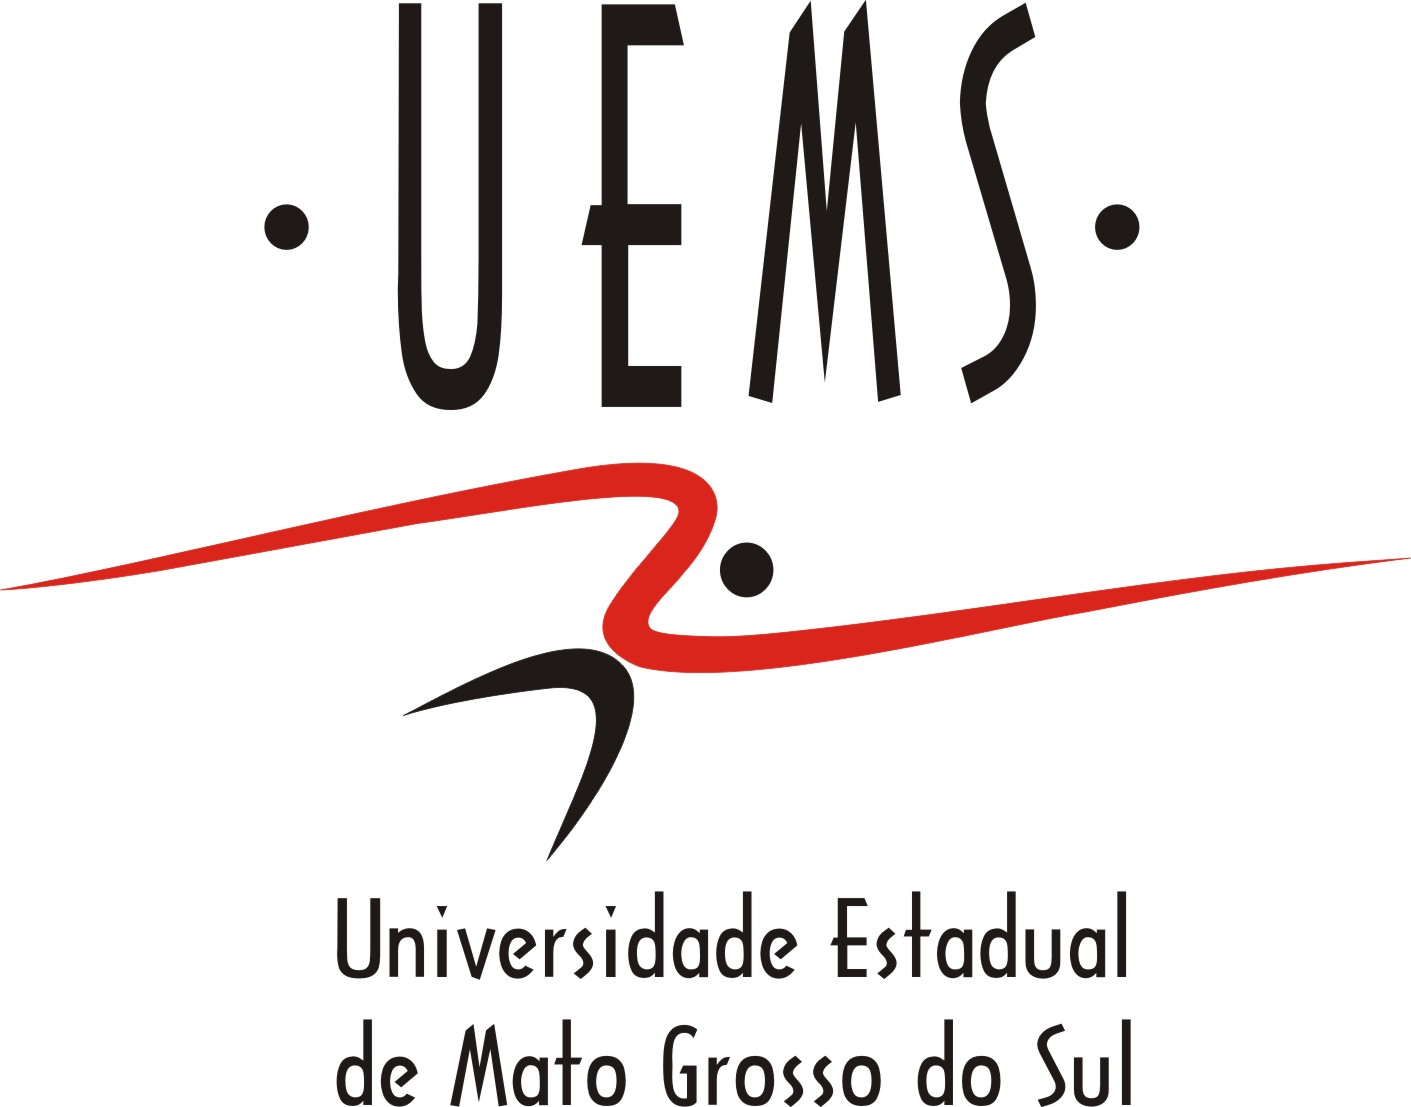 · UEMS ·
Universidade Estadual
de Mato Grosso do Sul